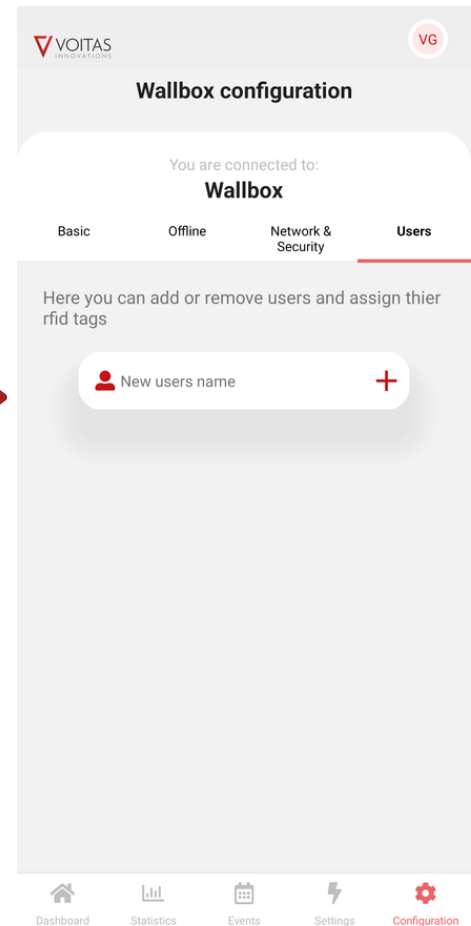 VOITAS
INNOVATIONS
VG
Wallbox configuration
You are connected to:
Wallbox
Basic
Offline
Network &
Security
Users
Here you can add or remove users and assign thier
rfid tags
New users name
Dashboard
Statistics
Events
Settings
Configuration